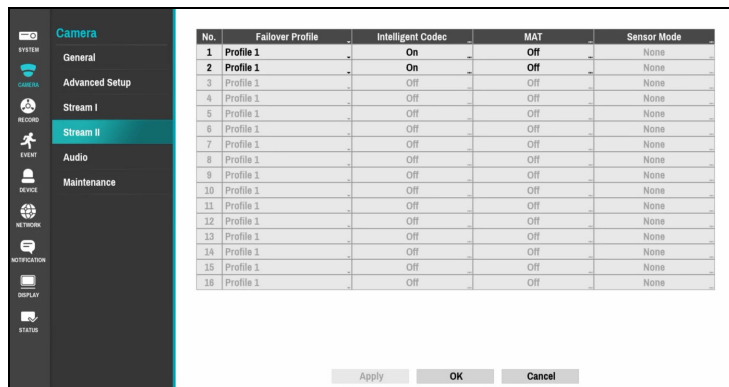 SYSTEM
CAMERA
RECORD
EVENT
DEVICE
NETWORK
NOTIFICATION
DISPLAY
STATUS
Camera
General
Advanced Setup
Stream I
Stream II
Audio
Maintenance
No. Failover Profile ... Intelligent Codec ... MAT ... Sensor Mode ...
1 Profile 1 ... On ... Off ... None ...
2 Profile 1 ... On ... Off ... None ...
3 Profile 1 ... Off ... Off ... None ...
4 Profile 1 ... Off ... Off ... None ...
5 Profile 1 ... Off ... Off ... None ...
6 Profile 1 ... Off ... Off ... None ...
7 Profile 1 ... Off ... Off ... None ...
8 Profile 1 ... Off ... Off ... None ...
9 Profile 1 ... Off ... Off ... None ...
10 Profile 1 ... Off ... Off ... None ...
11 Profile 1 ... Off ... Off ... None ...
12 Profile 1 ... Off ... Off ... None ...
13 Profile 1 ... Off ... Off ... None ...
14 Profile 1 ... Off ... Off ... None ...
15 Profile 1 ... Off ... Off ... None ...
16 Profile 1 ... Off ... Off ... None ...
Apply OK Cancel